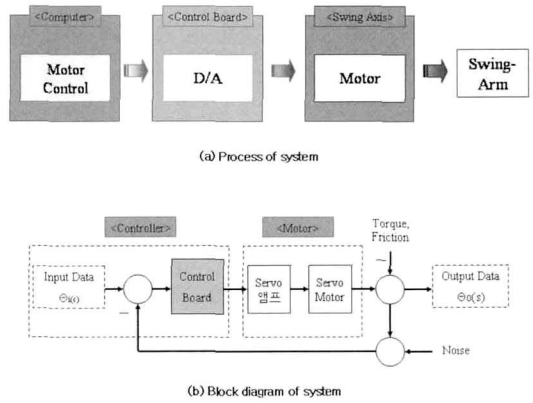 <Computer>
<Control Board>
<Swing Axis>
Motor
Control
D/A
Motor
Swing-
Arm
(a) Process of system
<Controller>
<Motor>
Torque,
Friction
Input Data
Θi(s)
Control
Board
Servo
앰프
Servo
Motor
Output Data
Θo(s)
Noise
(b) Block diagram of system